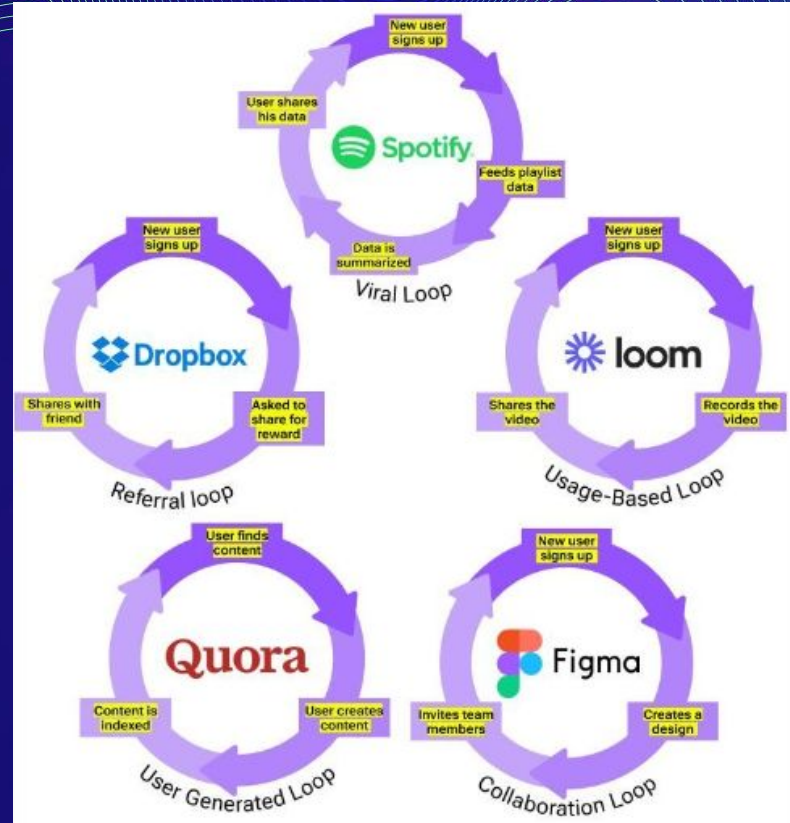 New user
signs up
User shares
his data
Spotify
Feeds playlist
data
Data is
summarized
Viral Loop
New user
signs up
Dropbox
Shares with
friend
Asked to
share for
reward
Referral loop
New user
signs up
loom
Shares the
video
Records the
video
Usage-Based Loop
User finds
content
Quora
Content is
indexed
User creates
content
User Generated Loop
New user
signs up
Figma
Invites team
members
Creates a
design
Collaboration Loop